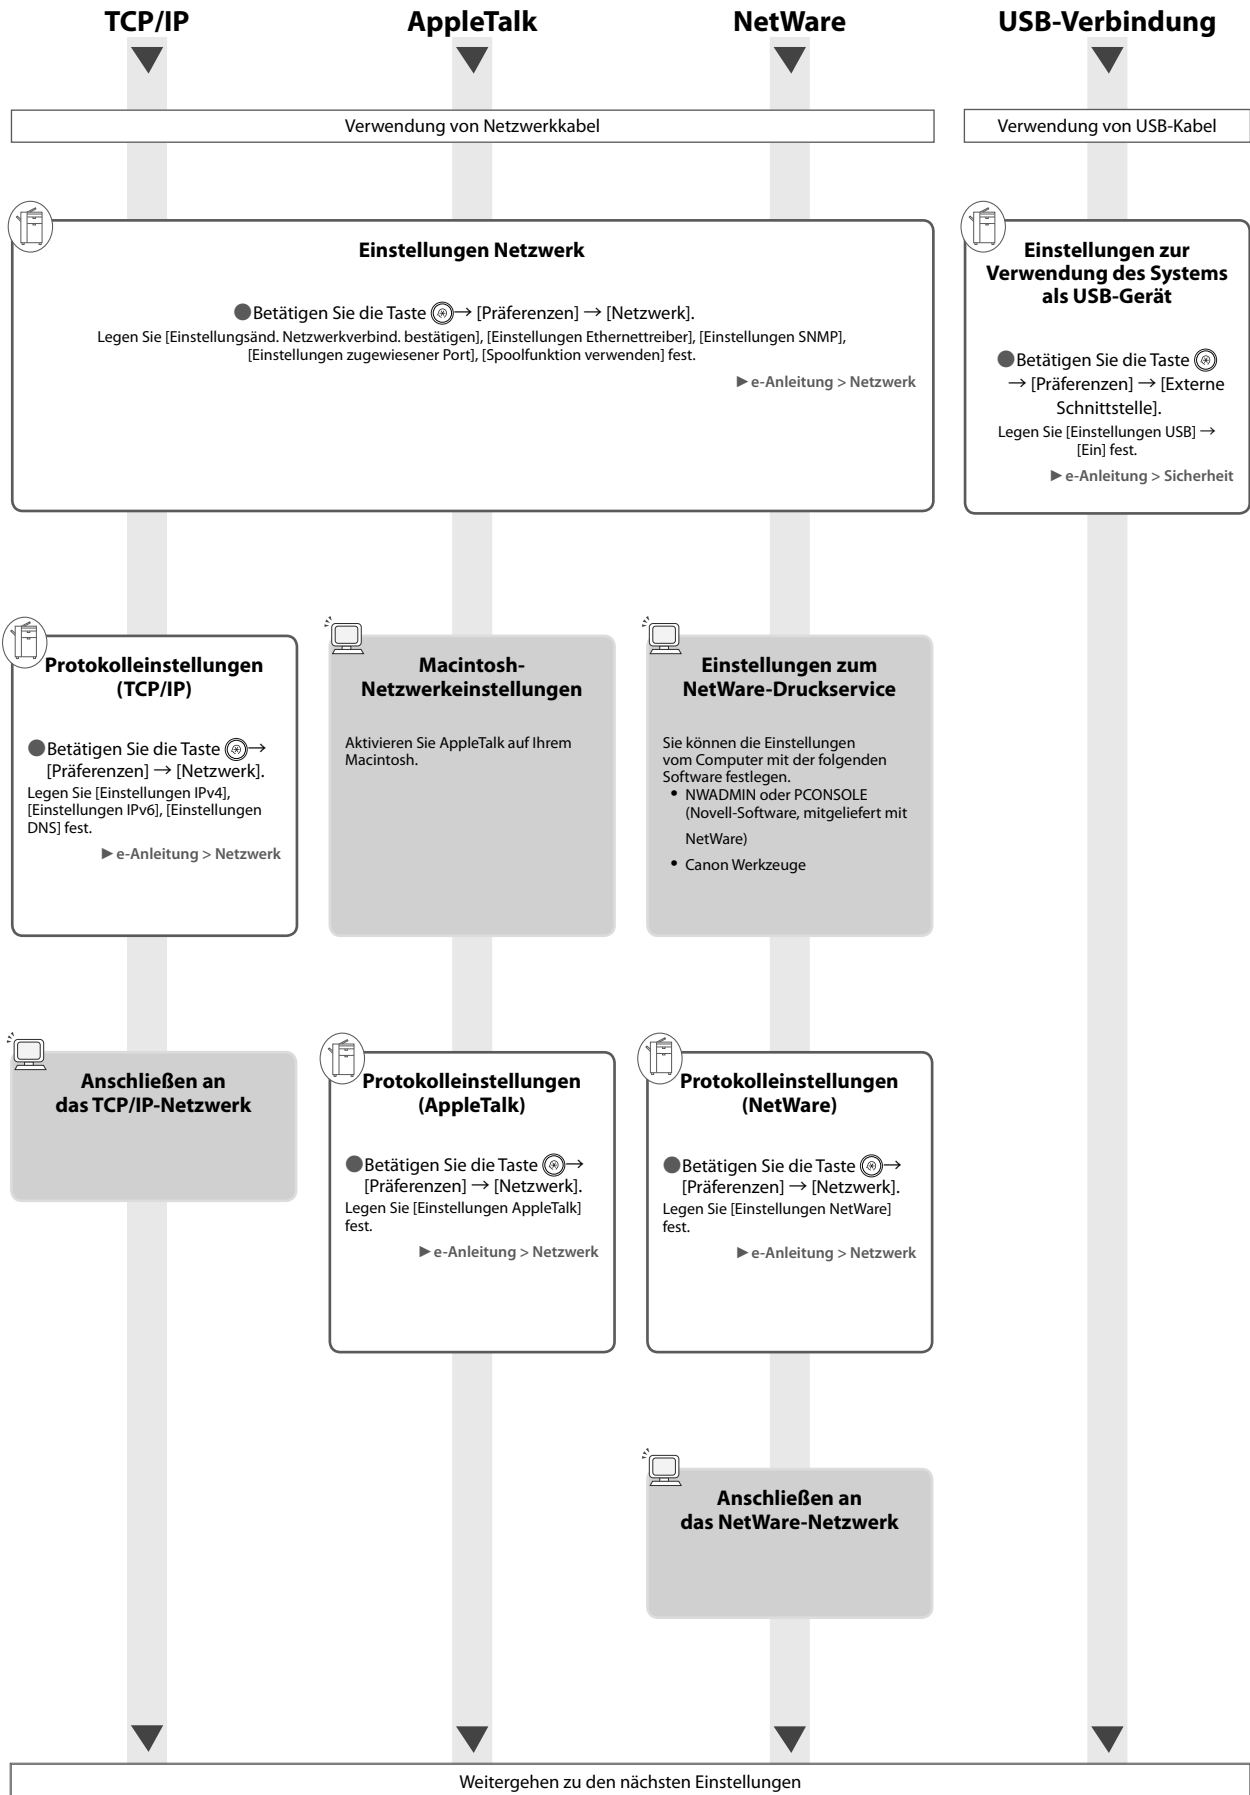 TCP/IP
AppleTalk
NetWare
USB-Verbindung
Verwendung von Netzwerkkabel
Verwendung von USB-Kabel
Einstellungen Netzwerk
●Betätigen Sie die Taste → [Präferenzen] → [Netzwerk].
Legen Sie [Einstellungsänd. Netzwerkverbind. bestätigen], [Einstellungen Ethernettreiber], [Einstellungen SNMP],
[Einstellungen zugewiesener Port], [Spoolfunktion verwenden] fest.
►e-Anleitung > Netzwerk
Einstellungen zur
Verwendung des Systems
als USB-Gerät
●Betätigen Sie die Taste
→ [Präferenzen] → [Externe
Schnittstelle].
Legen Sie [Einstellungen USB] →
[Ein] fest.
►e-Anleitung > Sicherheit
Protokolleinstellungen
(TCP/IP)
●Betätigen Sie die Taste →
[Präferenzen] → [Netzwerk].
Legen Sie [Einstellungen IPv4],
[Einstellungen IPv6], [Einstellungen
DNS] fest.
►e-Anleitung > Netzwerk
Macintosh-
Netzwerkeinstellungen
Aktivieren Sie AppleTalk auf Ihrem
Macintosh.
Einstellungen zum
NetWare-Druckservice
Sie können die Einstellungen
vom Computer mit der folgenden
Software festlegen.
• NWADMIN oder PCONSOLE
(Novell-Software, mitgeliefert mit
NetWare)
• Canon Werkzeuge
Anschließen an
das TCP/IP-Netzwerk
Protokolleinstellungen
(AppleTalk)
●Betätigen Sie die Taste →
[Präferenzen] → [Netzwerk].
Legen Sie [Einstellungen AppleTalk]
fest.
►e-Anleitung > Netzwerk
Protokolleinstellungen
(NetWare)
●Betätigen Sie die Taste →
[Präferenzen] → [Netzwerk].
Legen Sie [Einstellungen NetWare]
fest.
►e-Anleitung > Netzwerk
Anschließen an
das NetWare-Netzwerk
Weitergehen zu den nächsten Einstellungen